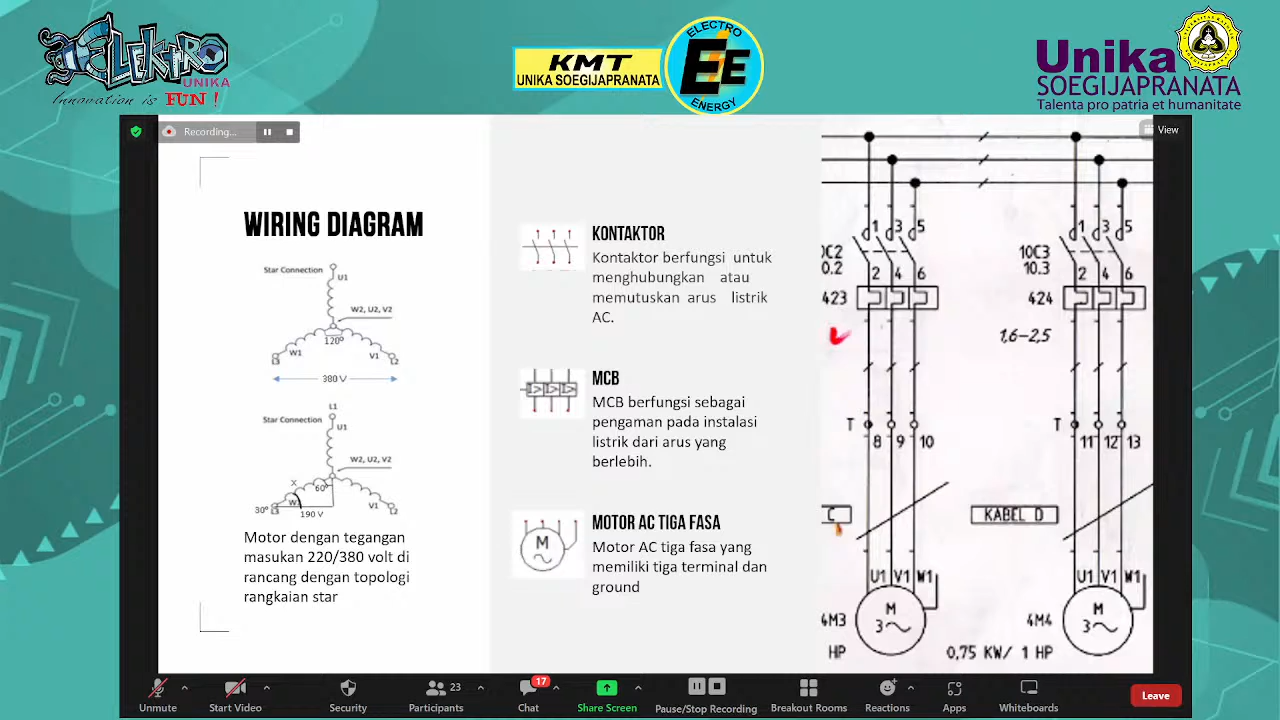 ELEKTRO
UNIKA
Innovation is FUN !
KMT
UNIKA SOEGIJAPRANATA
ELECTRO
EE
ENERGY
Unika
SOEGIJAPRANATA
Talenta pro patria et humanitate
Recording...
View
WIRING DIAGRAM
Star Connection
U1
W2, U2, V2
120°
W1
V1
L3
L2
380 V
L1
Star Connection
U1
W2, U2, V2
X
60°
30°
W1
V1
L3
L2
190 V
Motor dengan tegangan
masukan 220/380 volt di
rancang dengan topologi
rangkaian star
KONTAKTOR
Kontaktor berfungsi untuk
menghubungkan atau
memutuskan arus listrik
AC.
MCB
MCB berfungsi sebagai
pengaman pada instalasi
listrik dari arus yang
berlebih.
M
MOTOR AC TIGA FASA
Motor AC tiga fasa yang
memiliki tiga terminal dan
ground
1 3 5
1 3 5
0C2
0.2
2 4 6
10C3
10.3
2 4 6
423
424
1,6-2,5
T
8 9 10
T
11 12 13
C
KABEL D
U1 V1 W1
U1 V1 W1
4M3
M
3~
4M4
M
3~
HP
0,75 KW/ 1 HP
Unmute
Start Video
Security
23
Participants
17
Chat
Share Screen
Pause/Stop Recording
Breakout Rooms
Reactions
Apps
Whiteboards
Leave